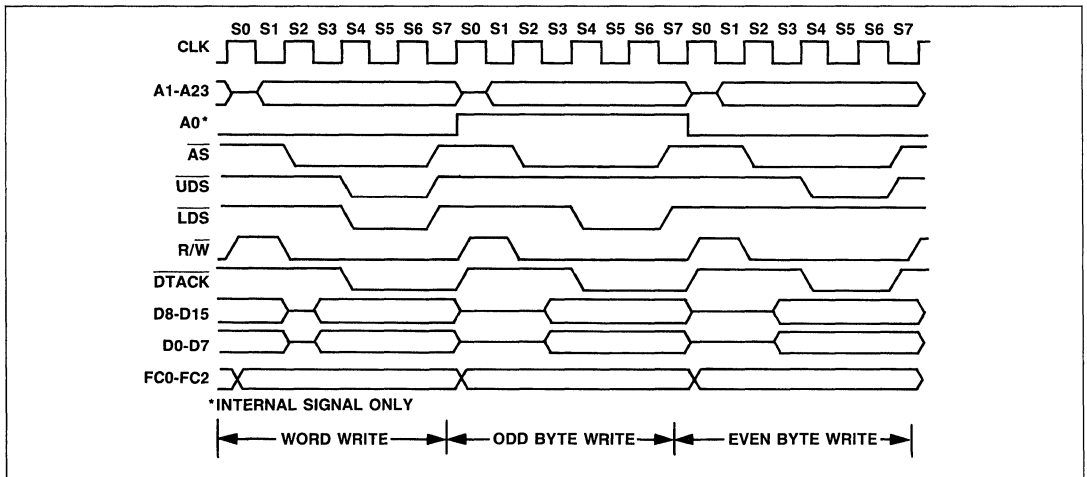 S0 S1 S2 S3 S4 S5 S6 S7 S0 S1 S2 S3 S4 S5 S6 S7 S0 S1 S2 S3 S4 S5 S6 S7
CLK
A1-A23
A0*
AS
UDS
LDS
R/W
DTACK
D8-D15
D0-D7
FC0-FC2
*INTERNAL SIGNAL ONLY
WORD WRITE ODD BYTE WRITE EVEN BYTE WRITE